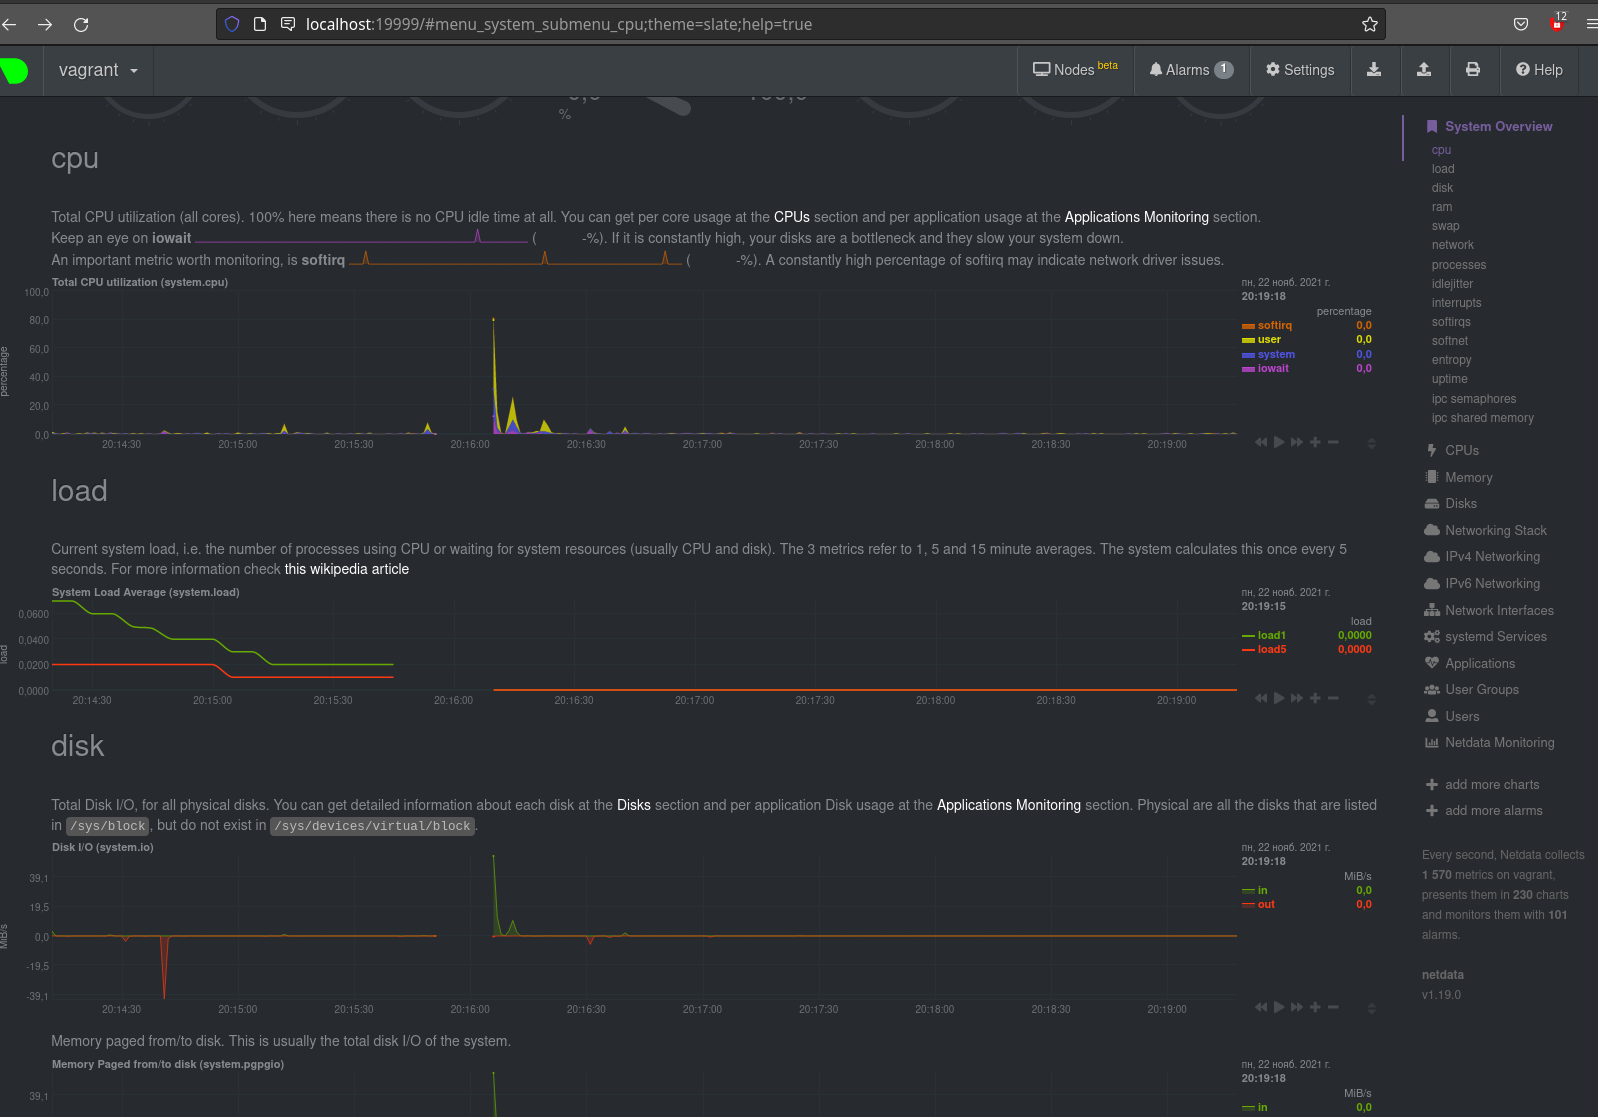 localhost:19999/#menu_system_submenu_cpu;theme=slate;help=true
12
vagrant
Nodes beta
Alarms 1
Settings
Help
%
cpu
Total CPU utilization (all cores). 100% here means there is no CPU idle time at all. You can get per core usage at the CPUs section and per application usage at the Applications Monitoring section.
Keep an eye on iowait ( -%). If it is constantly high, your disks are a bottleneck and they slow your system down.
An important metric worth monitoring, is softirq ( -%). A constantly high percentage of softirq may indicate network driver issues.
Total CPU utilization (system.cpu)
пн, 22 нояб. 2021 г.
20:19:18
percentage
softirq 0,0
user 0,0
system 0,0
iowait 0,0
percentage
100,0
80,0
60,0
40,0
20,0
0,0
20:14:30 20:15:00 20:15:30 20:16:00 20:16:30 20:17:00 20:17:30 20:18:00 20:18:30 20:19:00
load
Current system load, i.e. the number of processes using CPU or waiting for system resources (usually CPU and disk). The 3 metrics refer to 1, 5 and 15 minute averages. The system calculates this once every 5
seconds. For more information check this wikipedia article
System Load Average (system.load)
пн, 22 нояб. 2021 г.
20:19:15
load
load1 0,0000
load5 0,0000
load
0,0600
0,0400
0,0200
0,0000
20:14:30 20:15:00 20:15:30 20:16:00 20:16:30 20:17:00 20:17:30 20:18:00 20:18:30 20:19:00
disk
Total Disk I/O, for all physical disks. You can get detailed information about each disk at the Disks section and per application Disk usage at the Applications Monitoring section. Physical are all the disks that are listed
in /sys/block, but do not exist in /sys/devices/virtual/block.
Disk I/O (system.io)
пн, 22 нояб. 2021 г.
20:19:18
MiB/s
in 0,0
out 0,0
MiB/s
39,1
19,5
0,0
-19,5
-39,1
20:14:30 20:15:00 20:15:30 20:16:00 20:16:30 20:17:00 20:17:30 20:18:00 20:18:30 20:19:00
Memory paged from/to disk. This is usually the total disk I/O of the system.
Memory Paged from/to disk (system.pgpgio)
пн, 22 нояб. 2021 г.
20:19:18
MiB/s
in 0,0
39,1
System Overview
cpu
load
disk
ram
swap
network
processes
idlejitter
interrupts
softirqs
softnet
entropy
uptime
ipc semaphores
ipc shared memory
CPUs
Memory
Disks
Networking Stack
IPv4 Networking
IPv6 Networking
Network Interfaces
systemd Services
Applications
User Groups
Users
Netdata Monitoring
add more charts
add more alarms
Every second, Netdata collects
1 570 metrics on vagrant,
presents them in 230 charts
and monitors them with 101
alarms.
netdata
v1.19.0